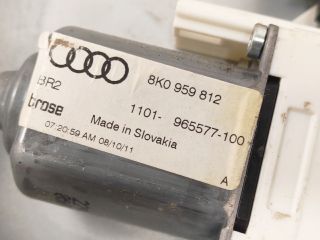 8K0 959 812
BR2
brose
1101- 965577-100
Made in Slovakia
07:20:59 AM 08/10/11
A